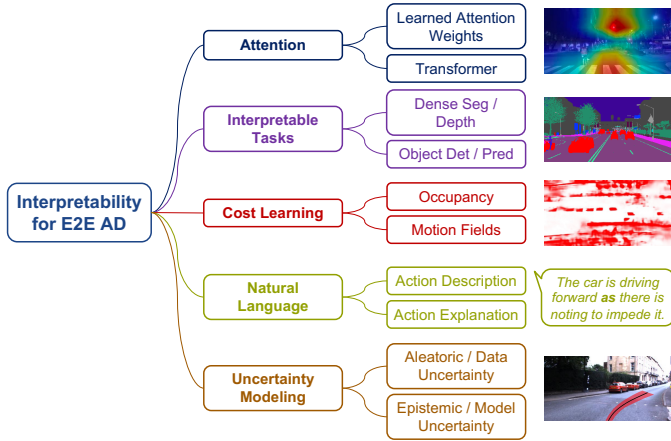 Interpretability
for E2E AD
Attention
Learned Attention
Weights
Transformer
Interpretable
Tasks
Dense Seg /
Depth
Object Det / Pred
Cost Learning
Occupancy
Motion Fields
Natural
Language
Action Description
Action Explanation
The car is driving
forward as there is
noting to impede it.
Uncertainty
Modeling
Aleatoric / Data
Uncertainty
Epistemic / Model
Uncertainty